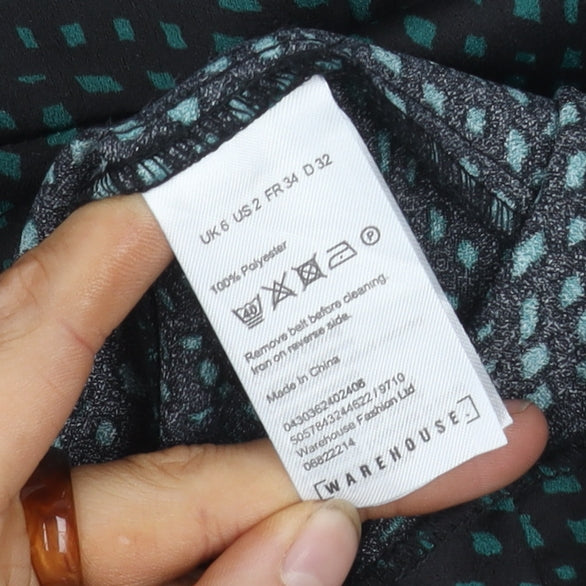 UK 6 US 2 FR 34 D 32
100% Polyester
40 P
Remove belt before cleaning.
Iron on reverse side.
Made in China
0430362402406
5057843244622 / 9710
Warehouse Fashion Ltd
06822214
WAREHOUSE.